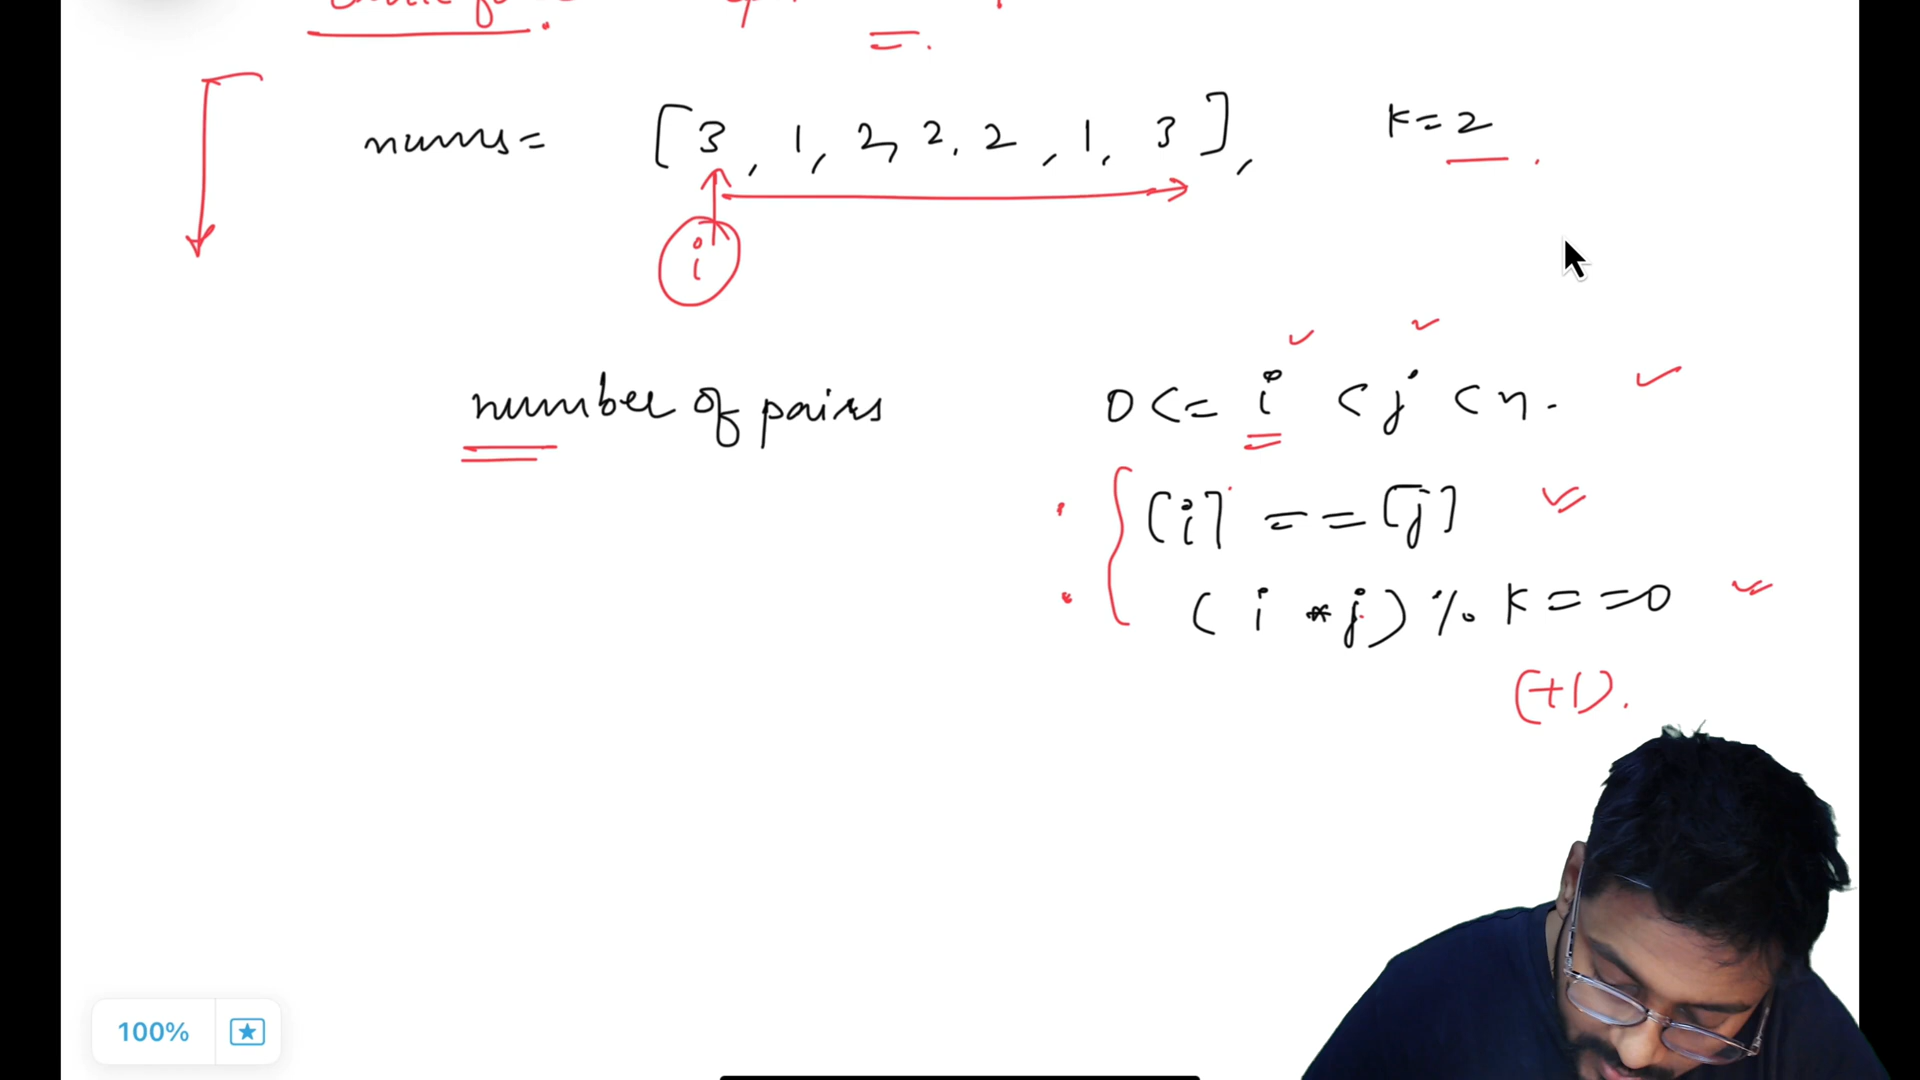 nums = [3, 1, 2, 2, 2, 1, 3], K=2.
i
number of pairs 0 <= i < j < n.
[i] == [j]
(i * j) % K == 0
(+1).
100%